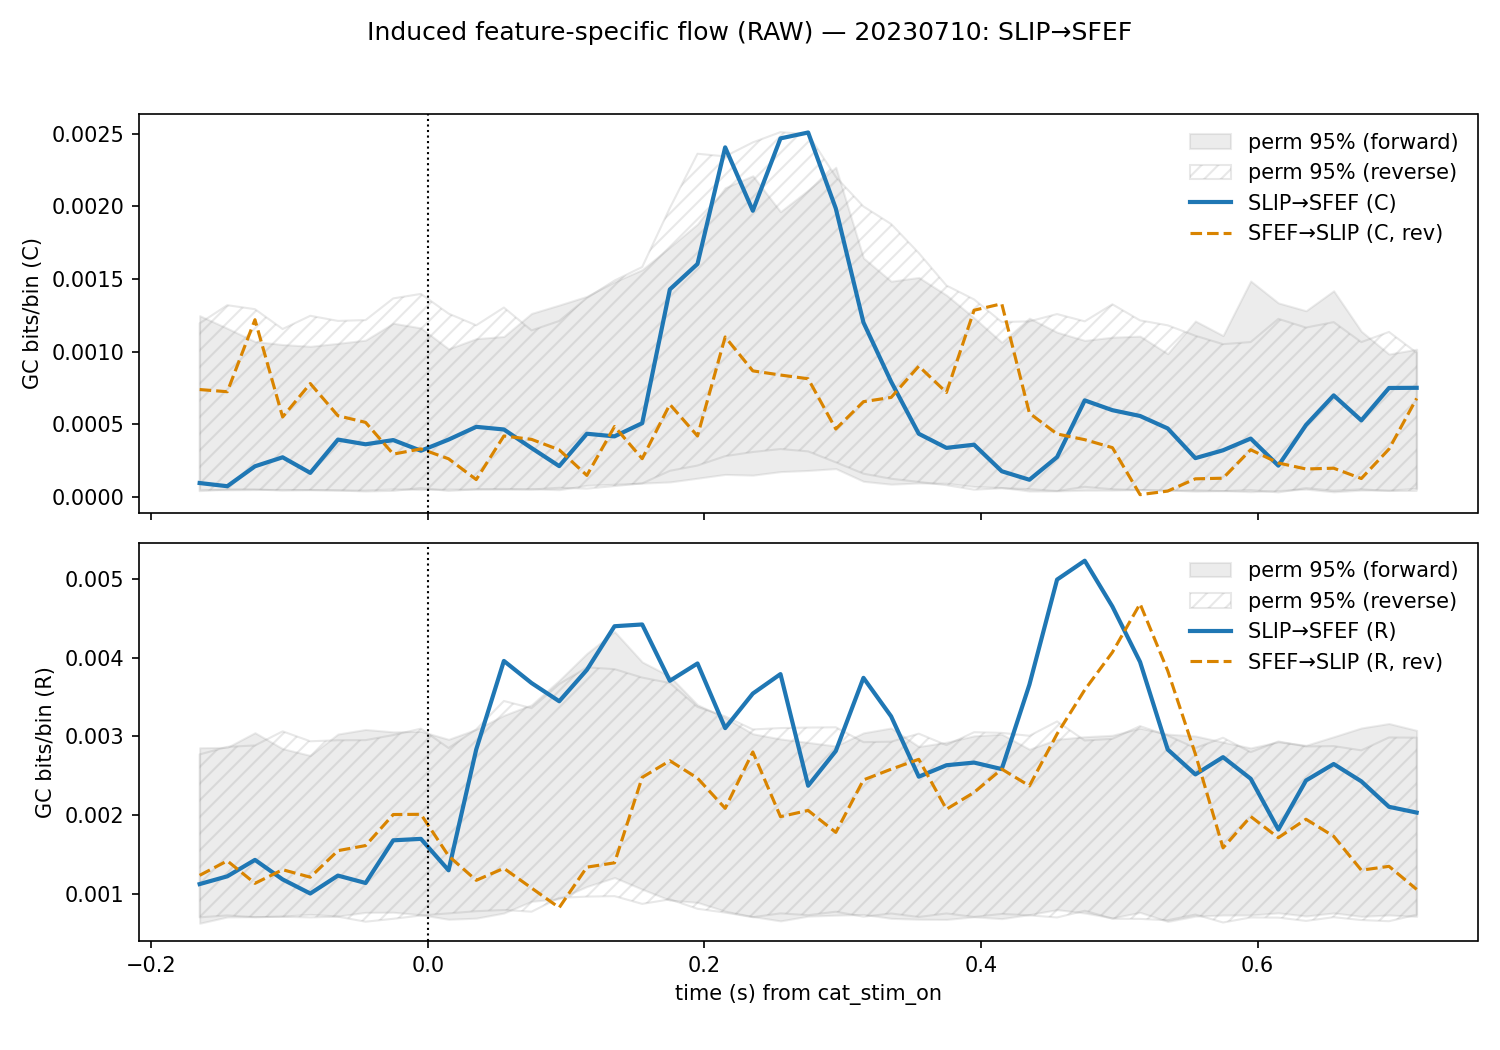 Induced feature-specific flow (RAW) — 20230710: SLIP→SFEF
GC bits/bin (C)
0.0025
0.0020
0.0015
0.0010
0.0005
0.0000
perm 95% (forward)
perm 95% (reverse)
SLIP→SFEF (C)
SFEF→SLIP (C, rev)
GC bits/bin (R)
0.005
0.004
0.003
0.002
0.001
perm 95% (forward)
perm 95% (reverse)
SLIP→SFEF (R)
SFEF→SLIP (R, rev)
−0.2
0.0
0.2
0.4
0.6
time (s) from cat_stim_on